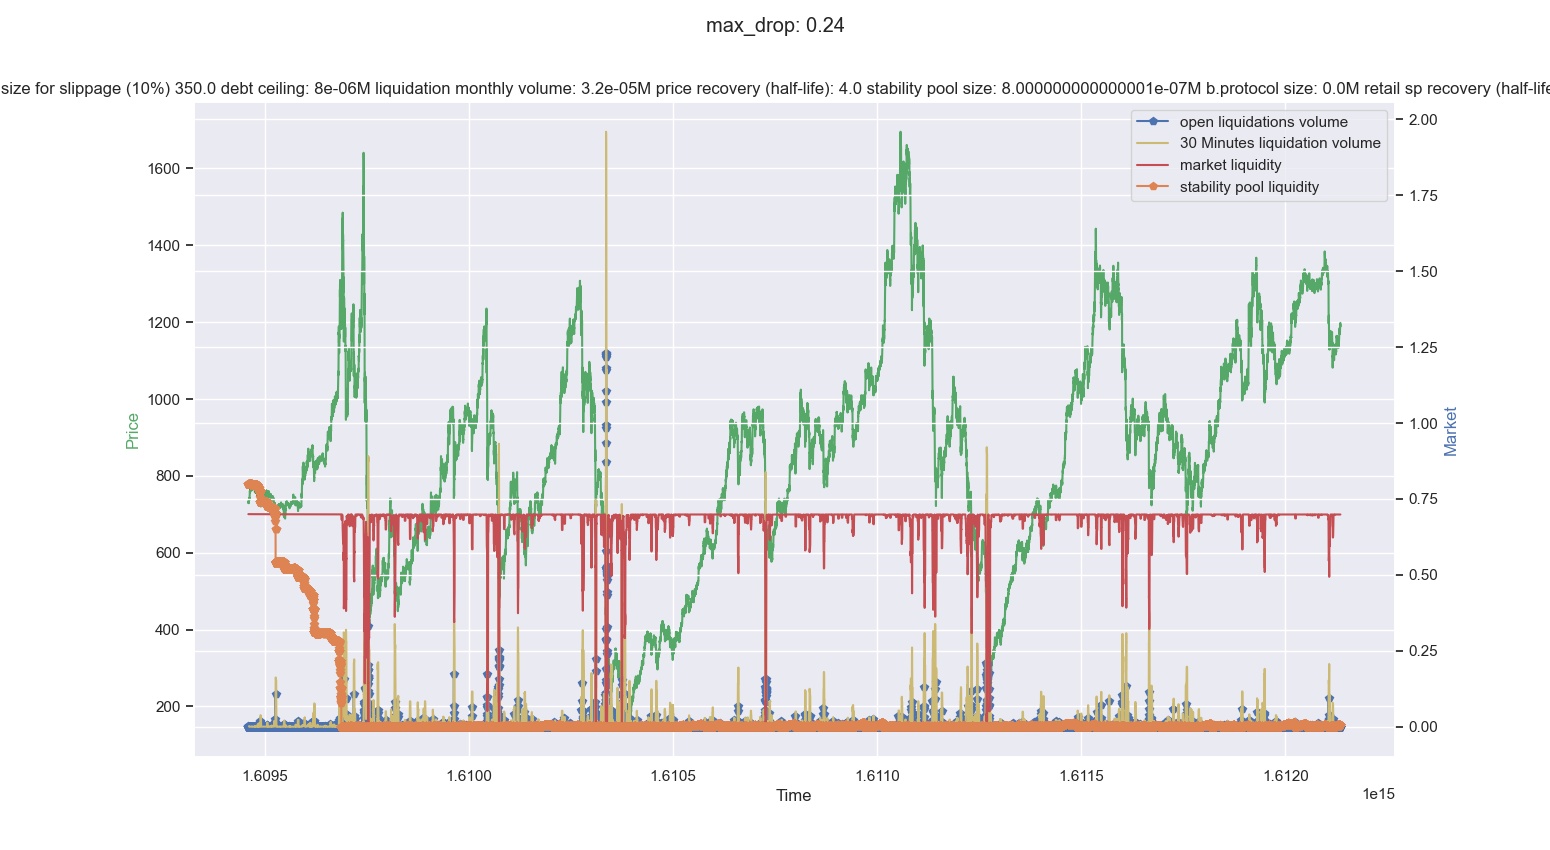 max_drop: 0.24
size for slippage (10%) 350.0 debt ceiling: 8e-06M liquidation monthly volume: 3.2e-05M price recovery (half-life): 4.0 stability pool size: 8.000000000000001e-07M b.protocol size: 0.0M retail sp recovery (half-life
open liquidations volume
30 Minutes liquidation volume
market liquidity
stability pool liquidity
1600
1400
1200
1000
800
600
400
200
Price
2.00
1.75
1.50
1.25
1.00
0.75
0.50
0.25
0.00
Market
1.6095
1.6100
1.6105
1.6110
1.6115
1.6120
1e15
Time